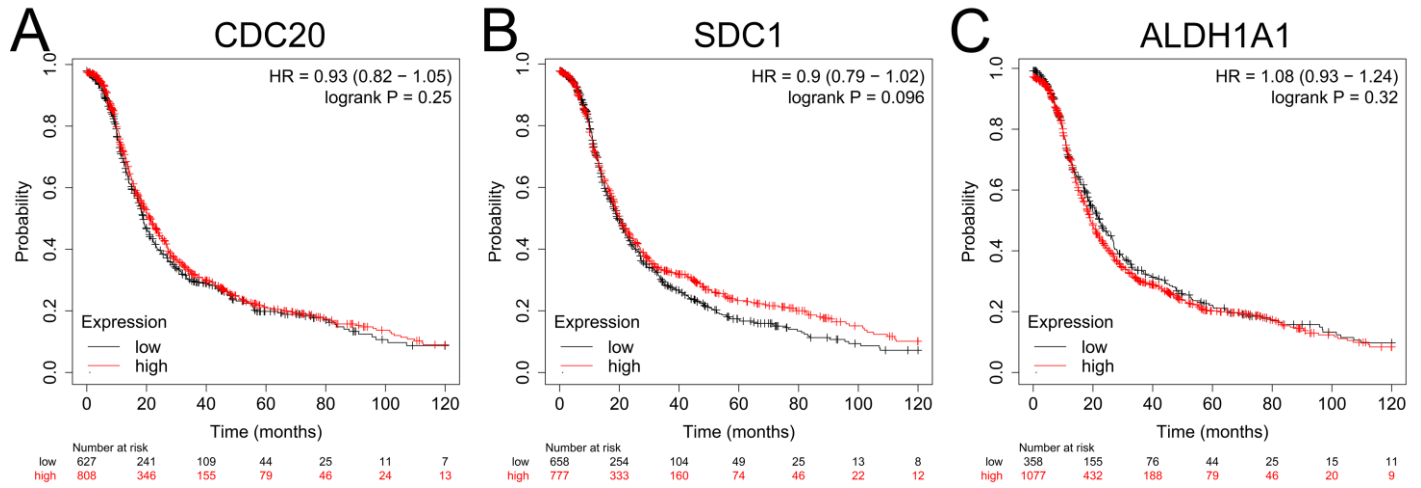 A
CDC20
HR = 0.93 (0.82 − 1.05)
logrank P = 0.25
Probability
1.0
0.8
0.6
0.4
0.2
0.0
Expression
low
high
0 20 40 60 80 100 120
Time (months)
Number at risk
low 627 241 109 44 25 11 7
high 808 346 155 79 46 24 13
B
SDC1
HR = 0.9 (0.79 − 1.02)
logrank P = 0.096
Probability
1.0
0.8
0.6
0.4
0.2
0.0
Expression
low
high
0 20 40 60 80 100 120
Time (months)
Number at risk
low 658 254 104 49 25 13 8
high 777 333 160 74 46 22 12
C
ALDH1A1
HR = 1.08 (0.93 − 1.24)
logrank P = 0.32
Probability
1.0
0.8
0.6
0.4
0.2
0.0
Expression
low
high
0 20 40 60 80 100 120
Time (months)
Number at risk
low 358 155 76 44 25 15 11
high 1077 432 188 79 46 20 9